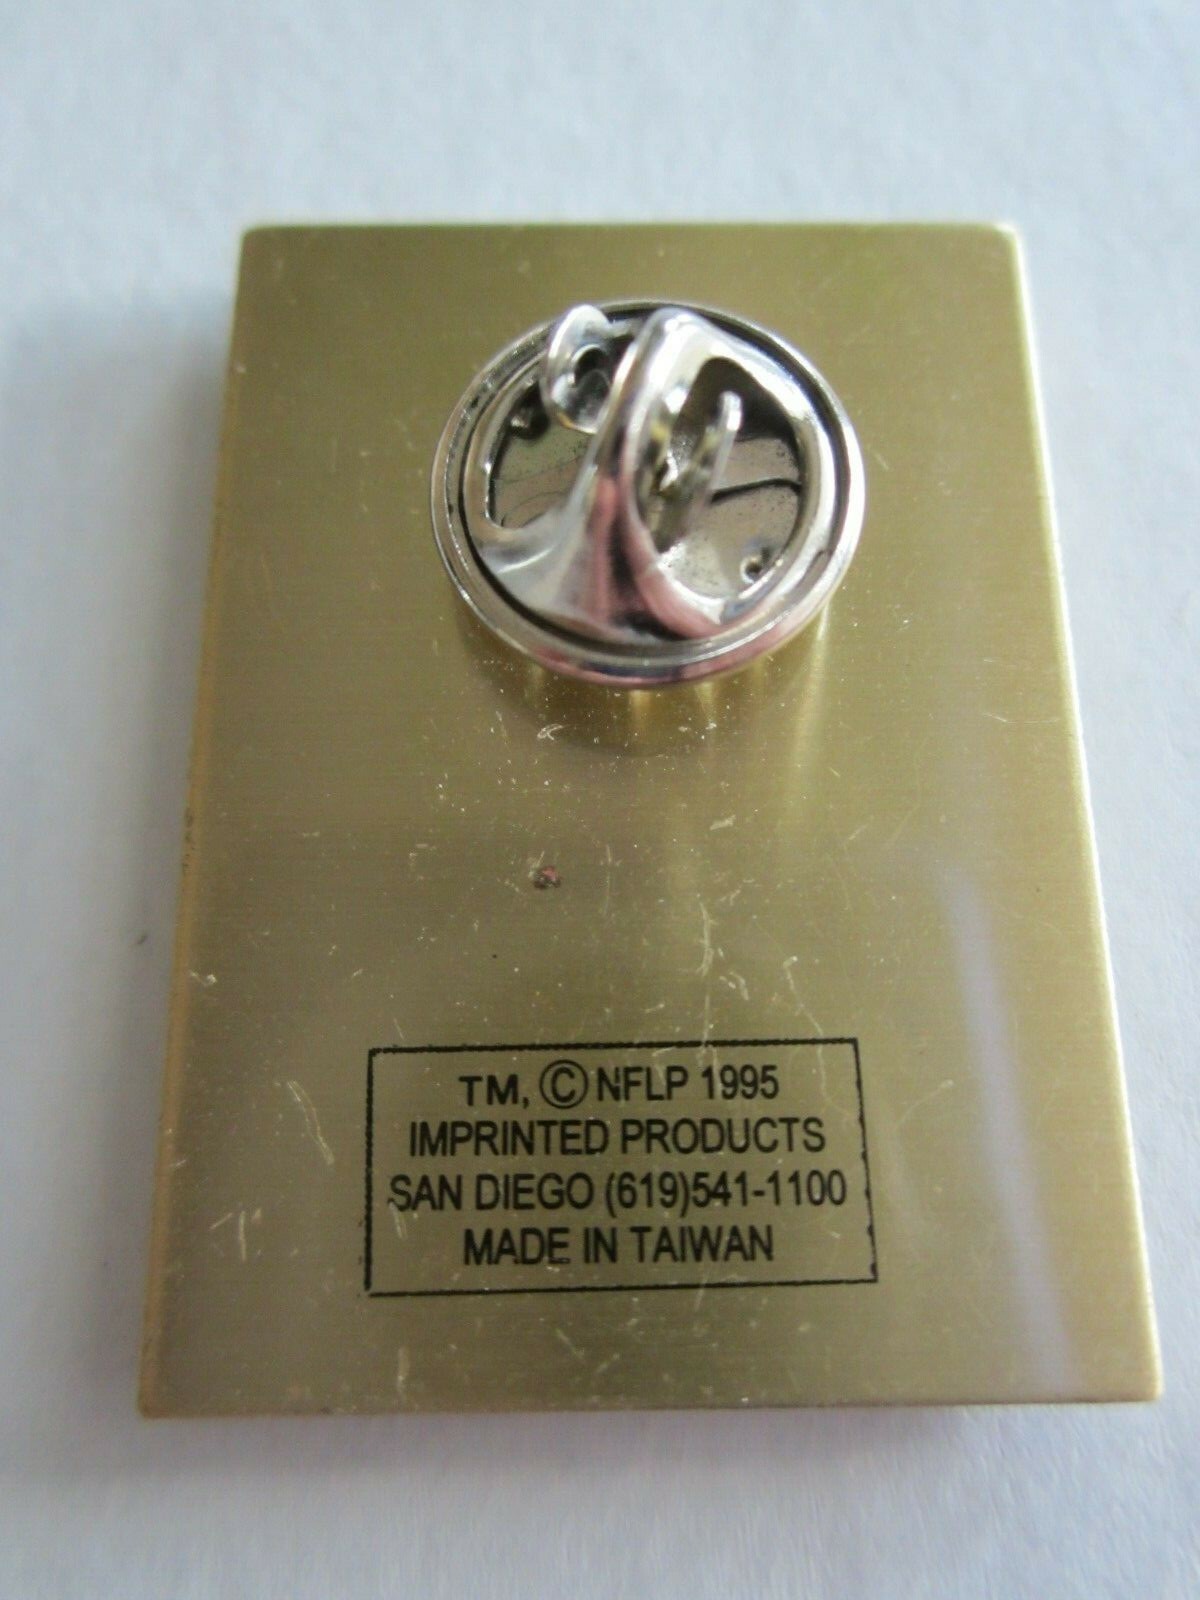 TM, © NFLP 1995
IMPRINTED PRODUCTS
SAN DIEGO (619)541-1100
MADE IN TAIWAN